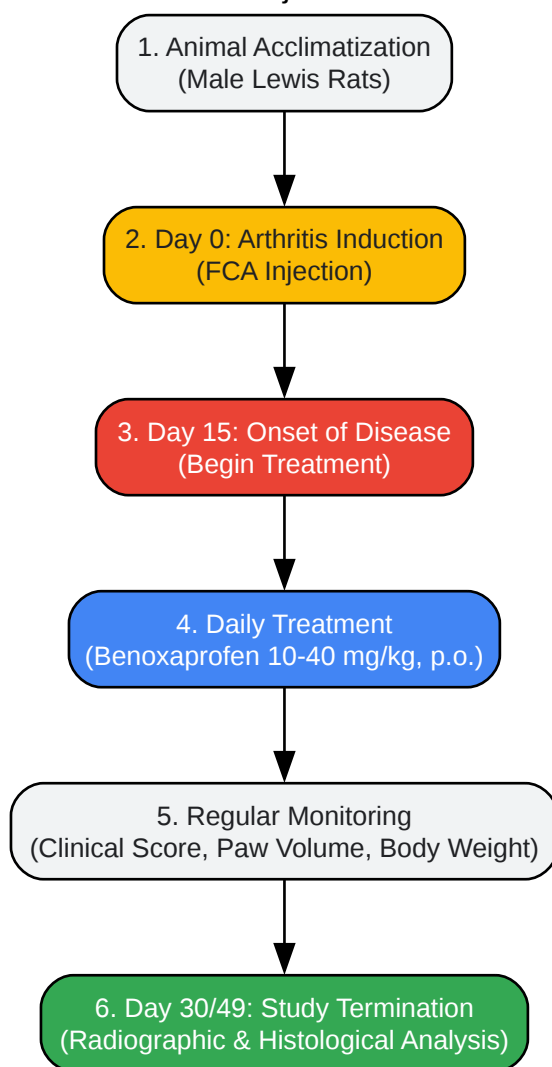 1. Animal Acclimatization
(Male Lewis Rats)
2. Day 0: Arthritis Induction
(FCA Injection)
3. Day 15: Onset of Disease
(Begin Treatment)
4. Daily Treatment
(Benoxaprofen 10-40 mg/kg, p.o.)
5. Regular Monitoring
(Clinical Score, Paw Volume, Body Weight)
6. Day 30/49: Study Termination
(Radiographic & Histological Analysis)